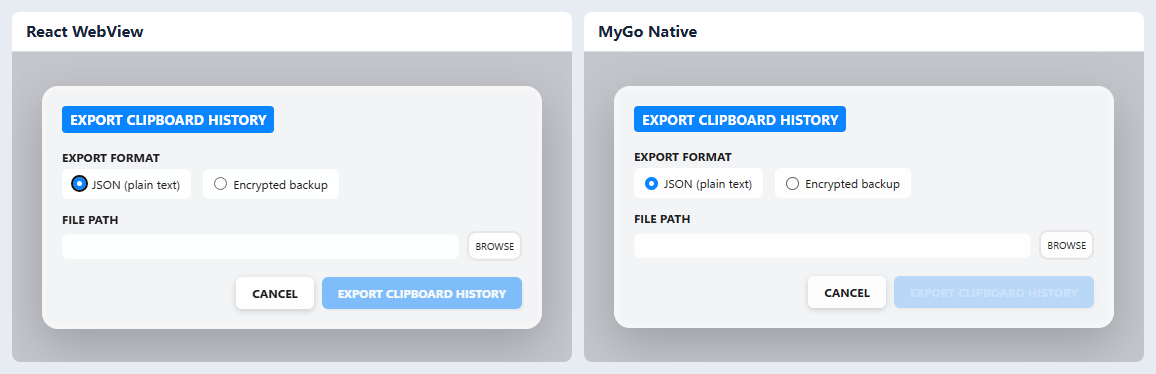 React WebView
EXPORT CLIPBOARD HISTORY
EXPORT FORMAT
JSON (plain text) Encrypted backup
FILE PATH
BROWSE
CANCEL EXPORT CLIPBOARD HISTORY
MyGo Native
EXPORT CLIPBOARD HISTORY
EXPORT FORMAT
JSON (plain text) Encrypted backup
FILE PATH
BROWSE
CANCEL EXPORT CLIPBOARD HISTORY